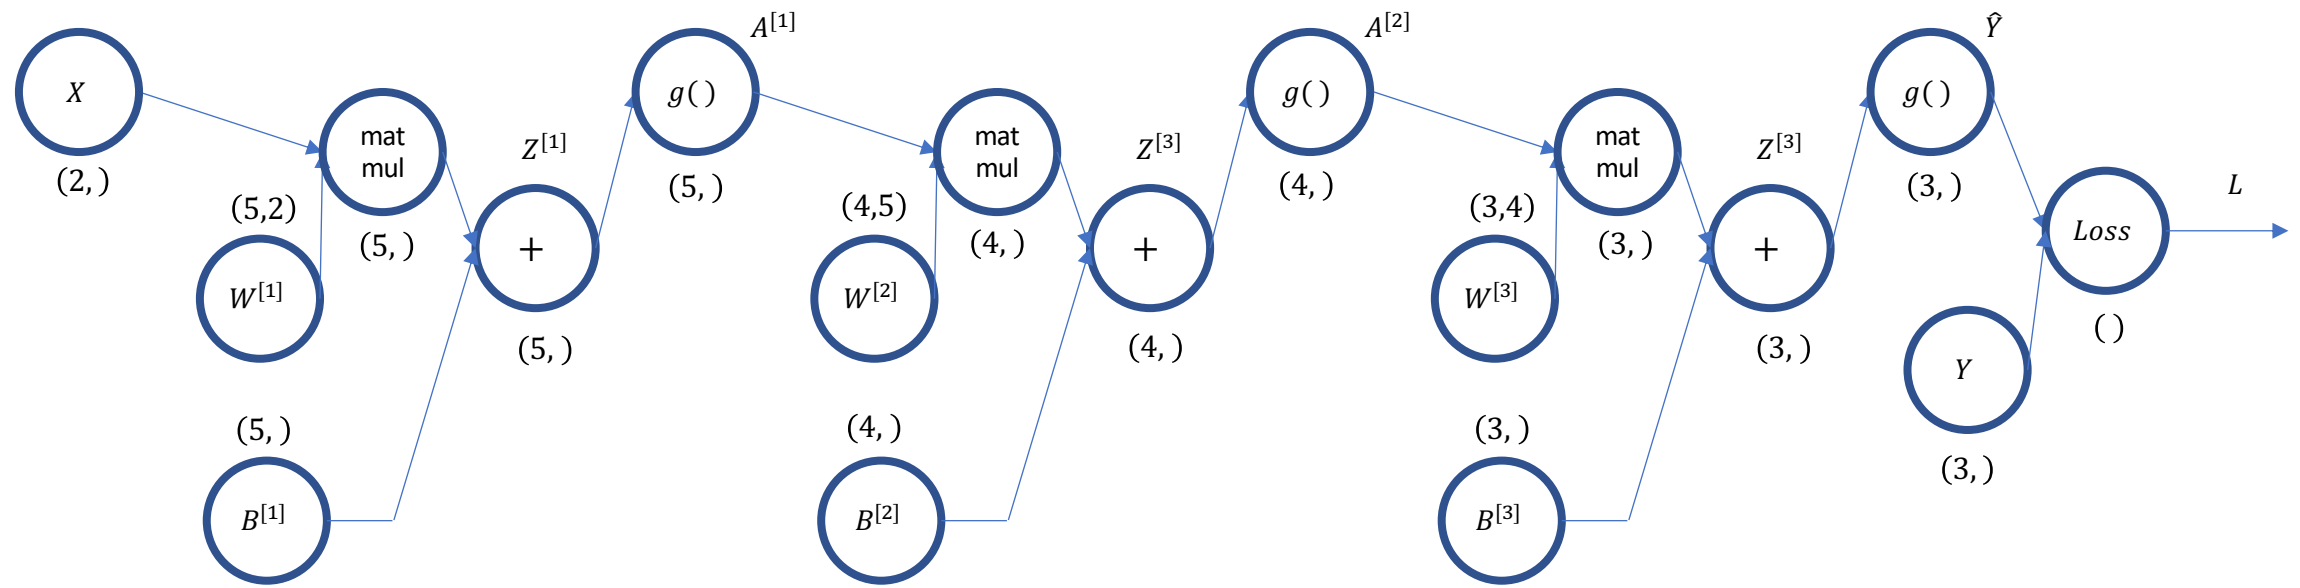 X
(2, )
mat
mul
(5, )
(5,2)
W^[1]
(5, )
B^[1]
Z^[1]
+
(5, )
A^[1]
g( )
(5, )
mat
mul
(4, )
(4,5)
W^[2]
(4, )
B^[2]
Z^[3]
+
(4, )
A^[2]
g( )
(4, )
mat
mul
(3, )
(3,4)
W^[3]
(3, )
B^[3]
Z^[3]
+
(3, )
Ŷ
g( )
(3, )
Loss
( )
L
Y
(3, )